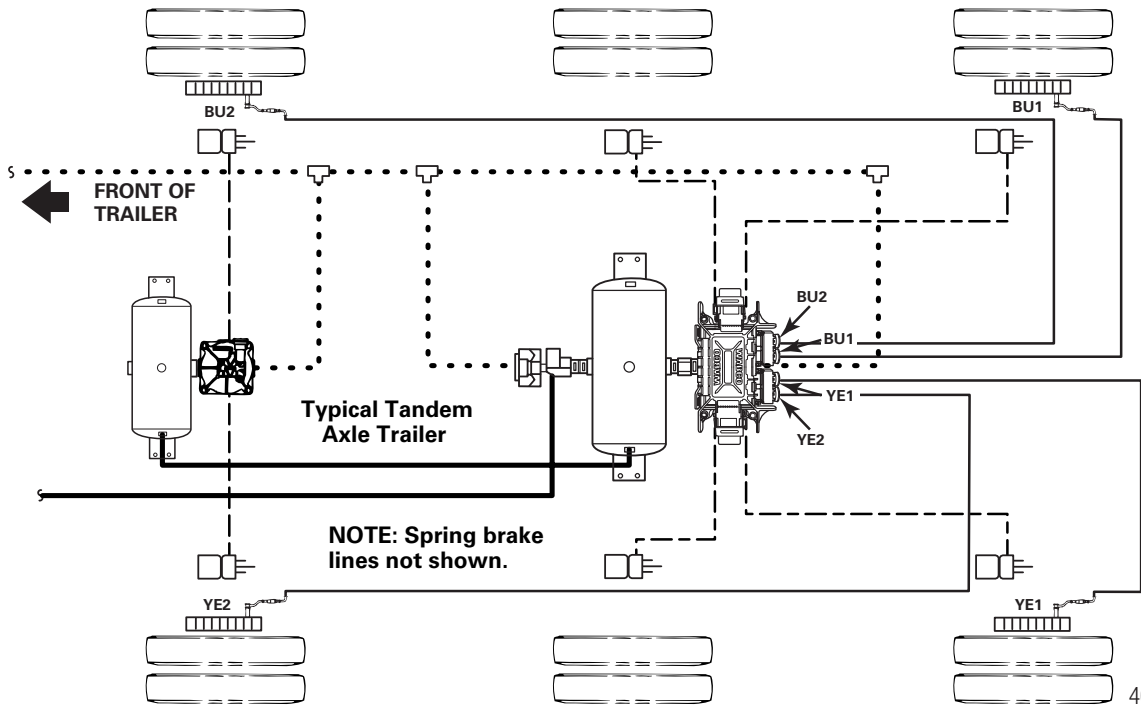 BU2
BU1
FRONT OF
TRAILER
BU2
BU1
Typical Tandem
Axle Trailer
YE1
YE2
NOTE: Spring brake
lines not shown.
YE2
YE1
4